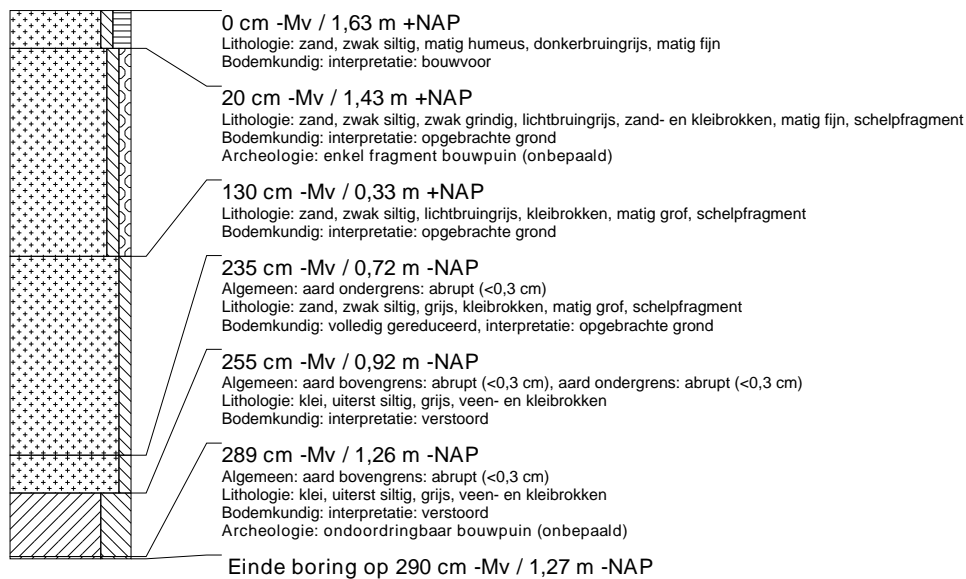 0 cm -Mv / 1,63 m +NAP
Lithologie: zand, zwak siltig, matig humeus, donkerbruingrijs, matig fijn
Bodemkundig: interpretatie: bouwvoor
20 cm -Mv / 1,43 m +NAP
Lithologie: zand, zwak siltig, zwak grindig, lichtbruingrijs, zand- en kleibrokken, matig fijn, schelpfragment
Bodemkundig: interpretatie: opgebrachte grond
Archeologie: enkel fragment bouwpuin (onbepaald)
130 cm -Mv / 0,33 m +NAP
Lithologie: zand, zwak siltig, lichtbruingrijs, kleibrokken, matig grof, schelpfragment
Bodemkundig: interpretatie: opgebrachte grond
235 cm -Mv / 0,72 m -NAP
Algemeen: aard ondergrens: abrupt (<0,3 cm)
Lithologie: zand, zwak siltig, grijs, kleibrokken, matig grof, schelpfragment
Bodemkundig: volledig gereduceerd, interpretatie: opgebrachte grond
255 cm -Mv / 0,92 m -NAP
Algemeen: aard bovengrens: abrupt (<0,3 cm), aard ondergrens: abrupt (<0,3 cm)
Lithologie: klei, uiterst siltig, grijs, veen- en kleibrokken
Bodemkundig: interpretatie: verstoord
289 cm -Mv / 1,26 m -NAP
Algemeen: aard bovengrens: abrupt (<0,3 cm)
Lithologie: klei, uiterst siltig, grijs, veen- en kleibrokken
Bodemkundig: interpretatie: verstoord
Archeologie: ondoordringbaar bouwpuin (onbepaald)
Einde boring op 290 cm -Mv / 1,27 m -NAP